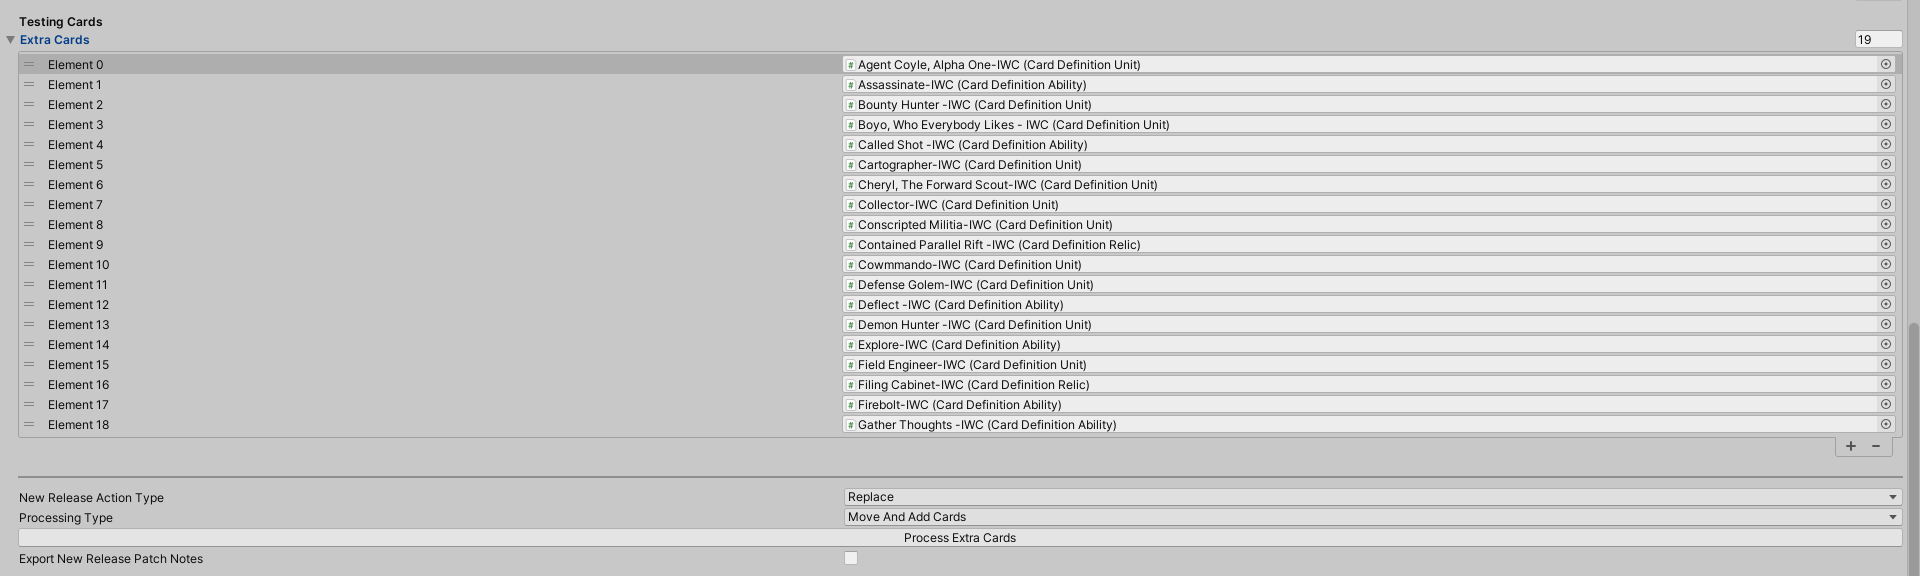 Testing Cards
Extra Cards 19
Element 0 # Agent Coyle, Alpha One-IWC (Card Definition Unit)
Element 1 # Assassinate-IWC (Card Definition Ability)
Element 2 # Bounty Hunter -IWC (Card Definition Unit)
Element 3 # Boyo, Who Everybody Likes - IWC (Card Definition Unit)
Element 4 # Called Shot -IWC (Card Definition Ability)
Element 5 # Cartographer-IWC (Card Definition Unit)
Element 6 # Cheryl, The Forward Scout-IWC (Card Definition Unit)
Element 7 # Collector-IWC (Card Definition Unit)
Element 8 # Conscripted Militia-IWC (Card Definition Unit)
Element 9 # Contained Parallel Rift -IWC (Card Definition Relic)
Element 10 # Cowmmando-IWC (Card Definition Unit)
Element 11 # Defense Golem-IWC (Card Definition Unit)
Element 12 # Deflect -IWC (Card Definition Ability)
Element 13 # Demon Hunter -IWC (Card Definition Unit)
Element 14 # Explore-IWC (Card Definition Ability)
Element 15 # Field Engineer-IWC (Card Definition Unit)
Element 16 # Filing Cabinet-IWC (Card Definition Relic)
Element 17 # Firebolt-IWC (Card Definition Ability)
Element 18 # Gather Thoughts -IWC (Card Definition Ability)
+ -
New Release Action Type Replace
Processing Type Move And Add Cards
Process Extra Cards
Export New Release Patch Notes